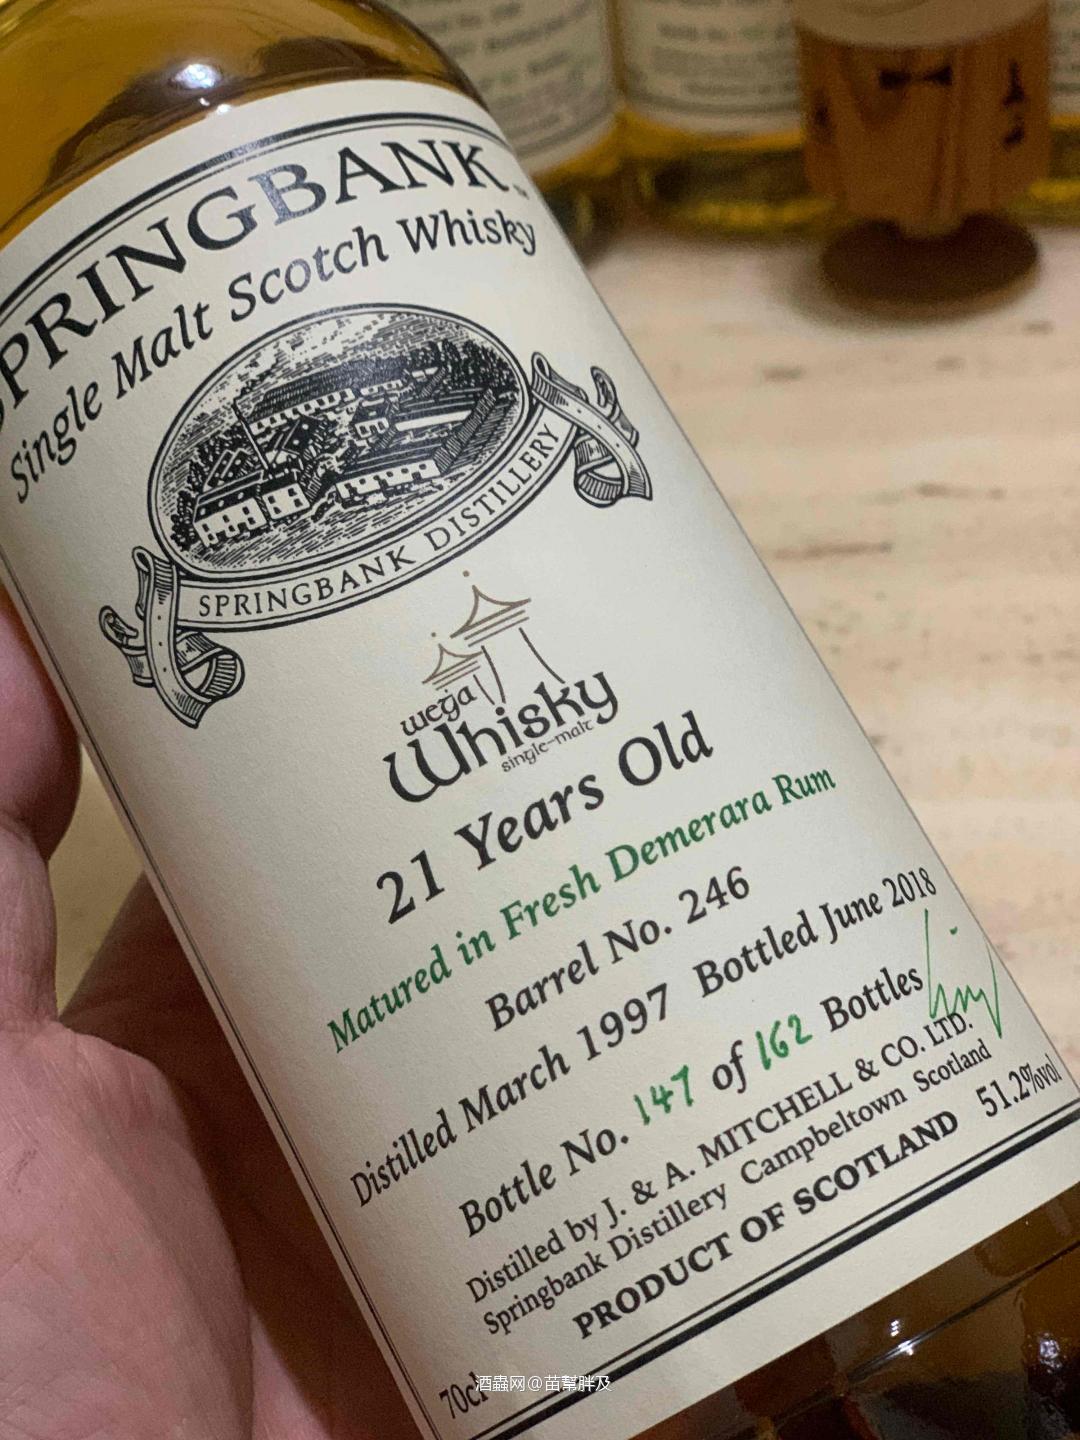 SPRINGBANK
Single Malt Scotch Whisky
SPRINGBANK DISTILLERY
wega
Whisky
single-malt
21 Years Old
Matured in Fresh Demerara Rum
Barrel No. 246
Distilled March 1997 Bottled June 2018
Bottle No. 147 of 162 Bottles
Distilled by J. & A. MITCHELL & CO. LTD.
Springbank Distillery Campbeltown Scotland
PRODUCT OF SCOTLAND 51.2%vol
70cl
酒蟲网@苗幫胖及